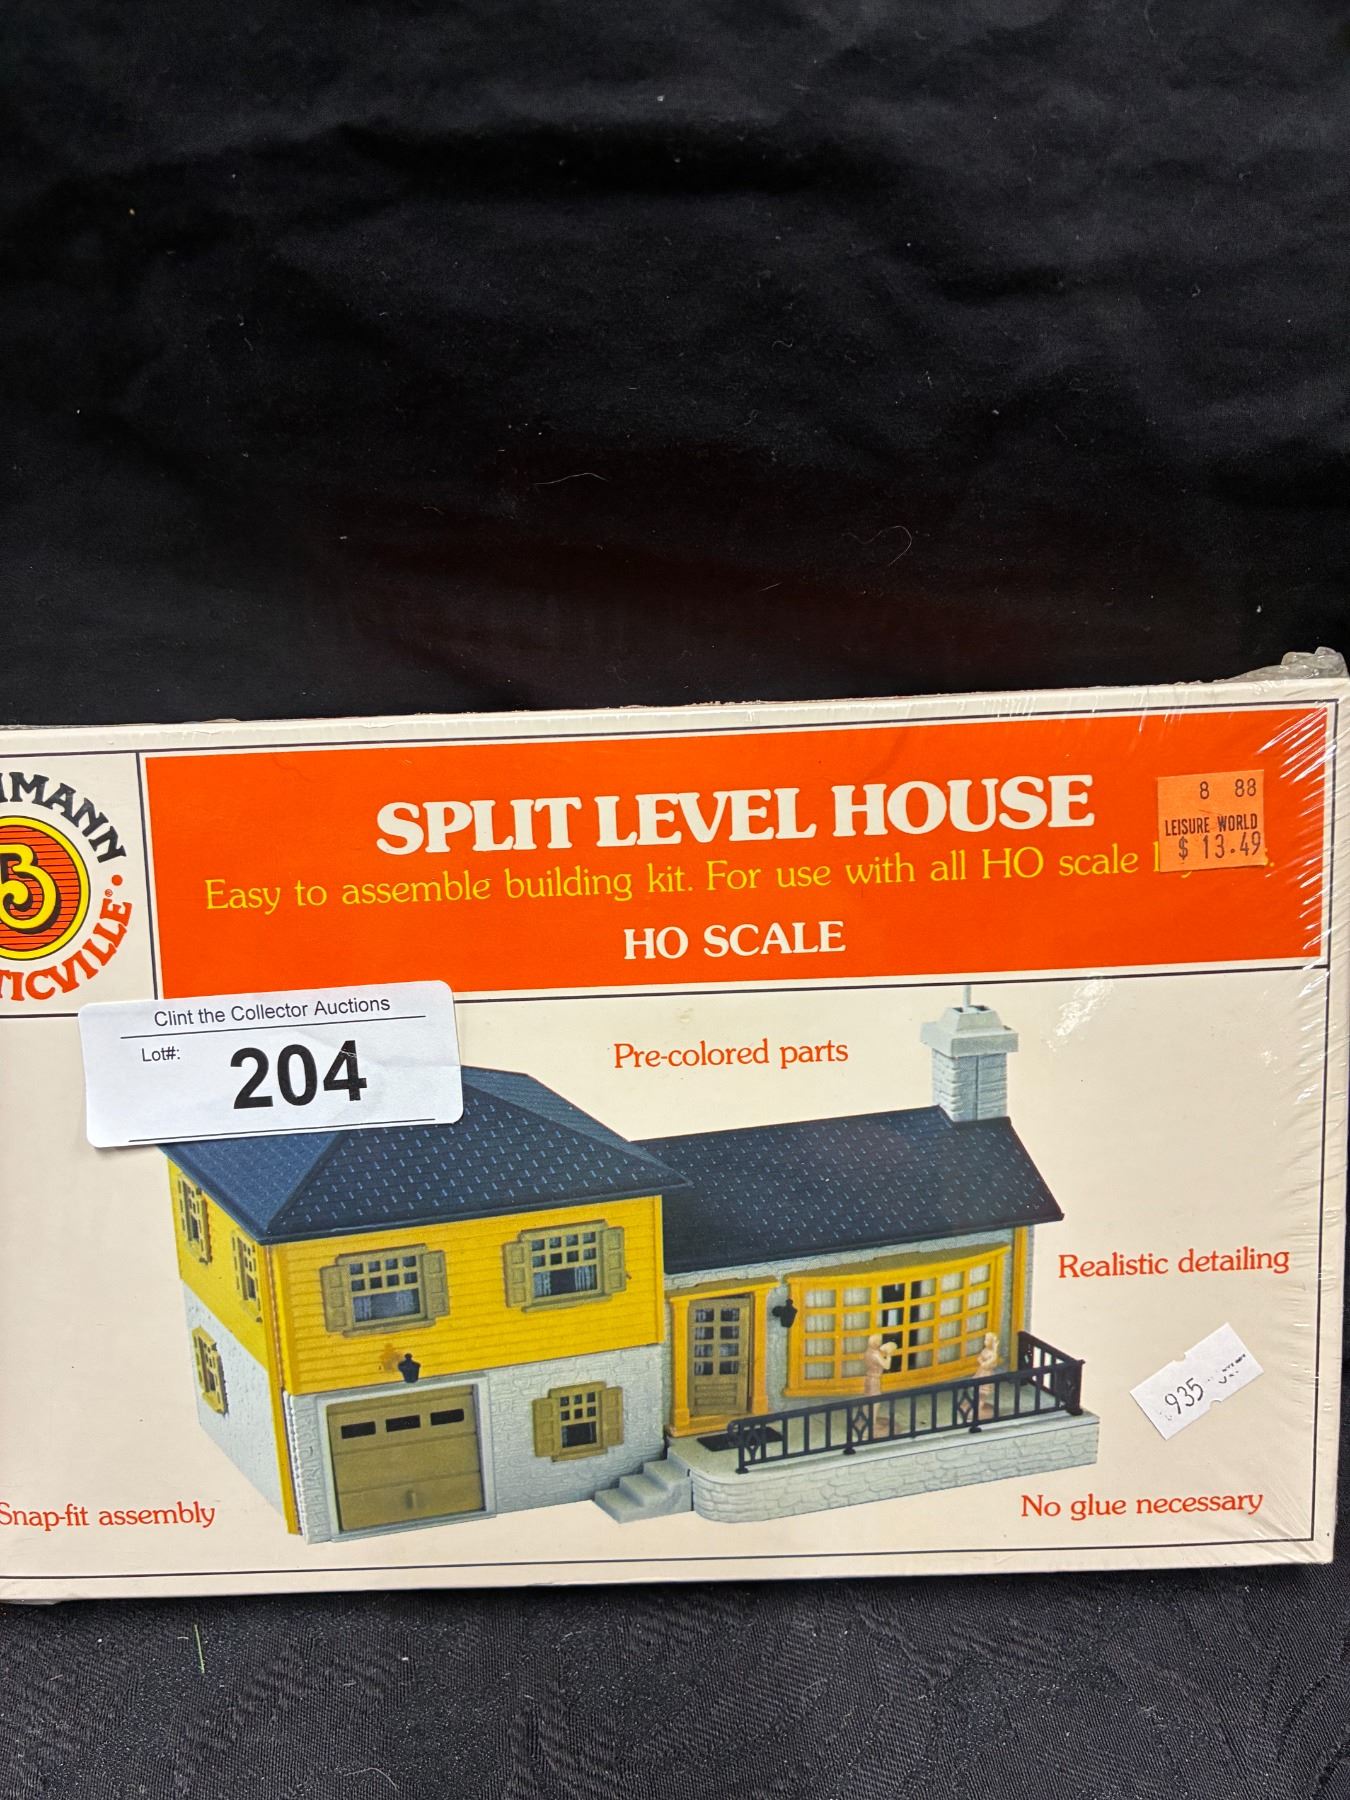 HMANN
B
TICVILLE®
SPLIT LEVEL HOUSE
Easy to assemble building kit. For use with all HO scale
HO SCALE
8 88
LEISURE WORLD
$ 13.49
Clint the Collector Auctions
Lot#: 204
Pre-colored parts
Realistic detailing
935
Snap-fit assembly
No glue necessary